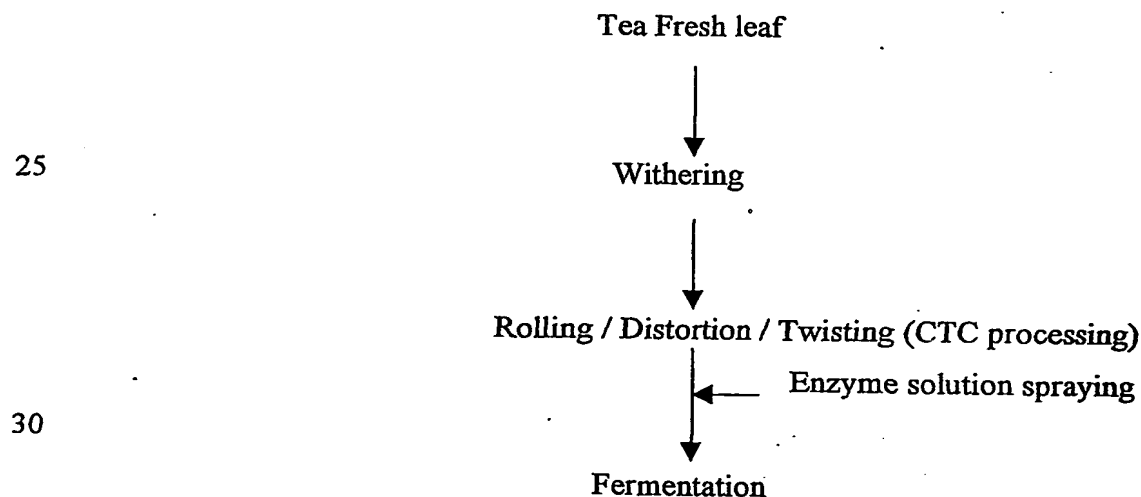 Tea Fresh leaf
25
Withering
Rolling / Distortion / Twisting (CTC processing)
Enzyme solution spraying
30
Fermentation